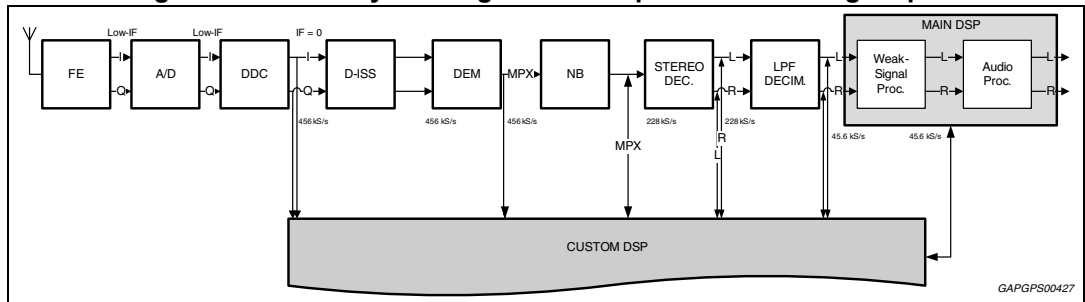 Low-IF
Low-IF
IF = 0
MAIN DSP
FE
I
Q
A/D
I
Q
DDC
I
Q
D-ISS
DEM
MPX
NB
STEREO
DEC.
L
R
LPF
DECIM.
L
R
Weak-
Signal
Proc.
L
R
Audio
Proc.
L
R
456 kS/s
456 kS/s
456 kS/s
228 kS/s
228 kS/s
45.6 kS/s
45.6 kS/s
MPX
R
L
CUSTOM DSP
GAPGPS00427